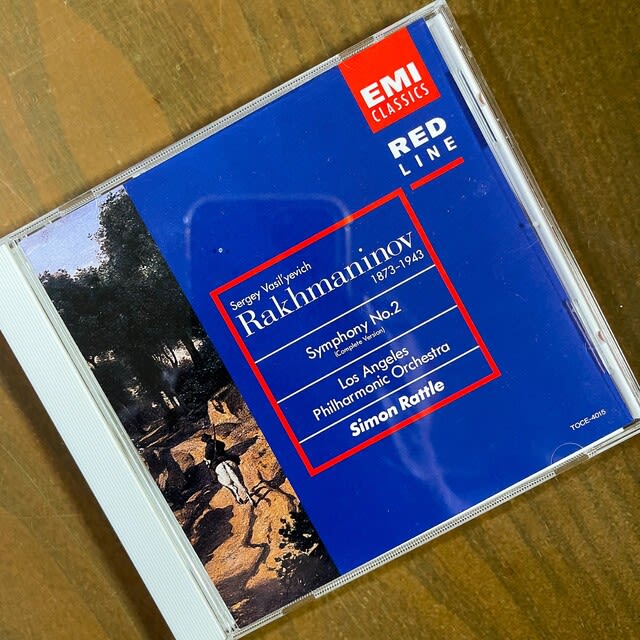 EMI
CLASSICS
RED
LINE
Sergey Vasil'yevich
Rakhmaninov
1873–1943
Symphony No.2
(Complete Version)
Los Angeles
Philharmonic Orchestra
Simon Rattle
TOCE-4015